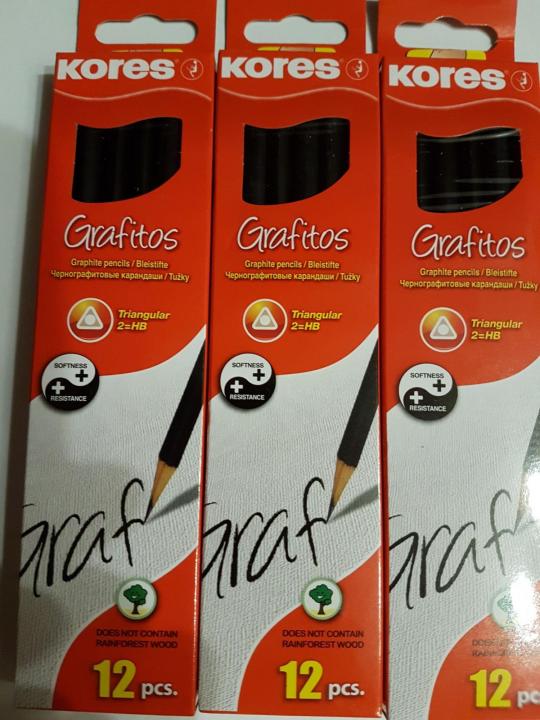 KORES
Grafitos
Graphite pencils / Bleistifte
Чернографитовые карандаши / Tužky
Triangular
2=HB
SOFTNESS
RESISTANCE
Graf
DOES NOT CONTAIN
RAINFOREST WOOD
12 pcs.
KORES
Grafitos
Graphite pencils / Bleistifte
Чернографитовые карандаши / Tužky
Triangular
2=HB
SOFTNESS
RESISTANCE
Graf
DOES NOT CONTAIN
RAINFOREST WOOD
12 pcs.
KORES
Grafitos
Graphite pencils / Bleistifte
Чернографитовые карандаши / Tužky
Triangular
2=HB
SOFTNESS
RESISTANCE
Graf
12 pc